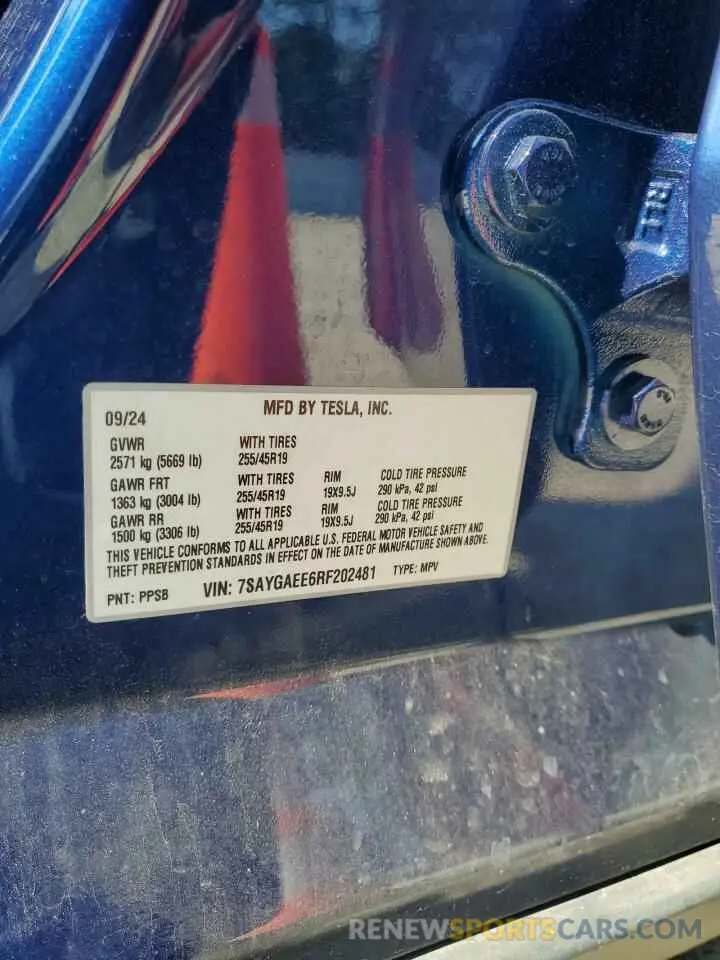 09/24
MFD BY TESLA, INC.
GVWR
2571 kg (5669 lb)
WITH TIRES
255/45R19
GAWR FRT
1363 kg (3004 lb)
WITH TIRES
255/45R19
RIM
19X9.5J
COLD TIRE PRESSURE
290 kPa, 42 psi
GAWR RR
1500 kg (3306 lb)
WITH TIRES
255/45R19
RIM
19X9.5J
COLD TIRE PRESSURE
290 kPa, 42 psi
THIS VEHICLE CONFORMS TO ALL APPLICABLE U.S. FEDERAL MOTOR VEHICLE SAFETY AND
THEFT PREVENTION STANDARDS IN EFFECT ON THE DATE OF MANUFACTURE SHOWN ABOVE.
PNT: PPSB
VIN: 7SAYGAEE6RF202481
TYPE: MPV
RENEWSPORTSCARS.COM